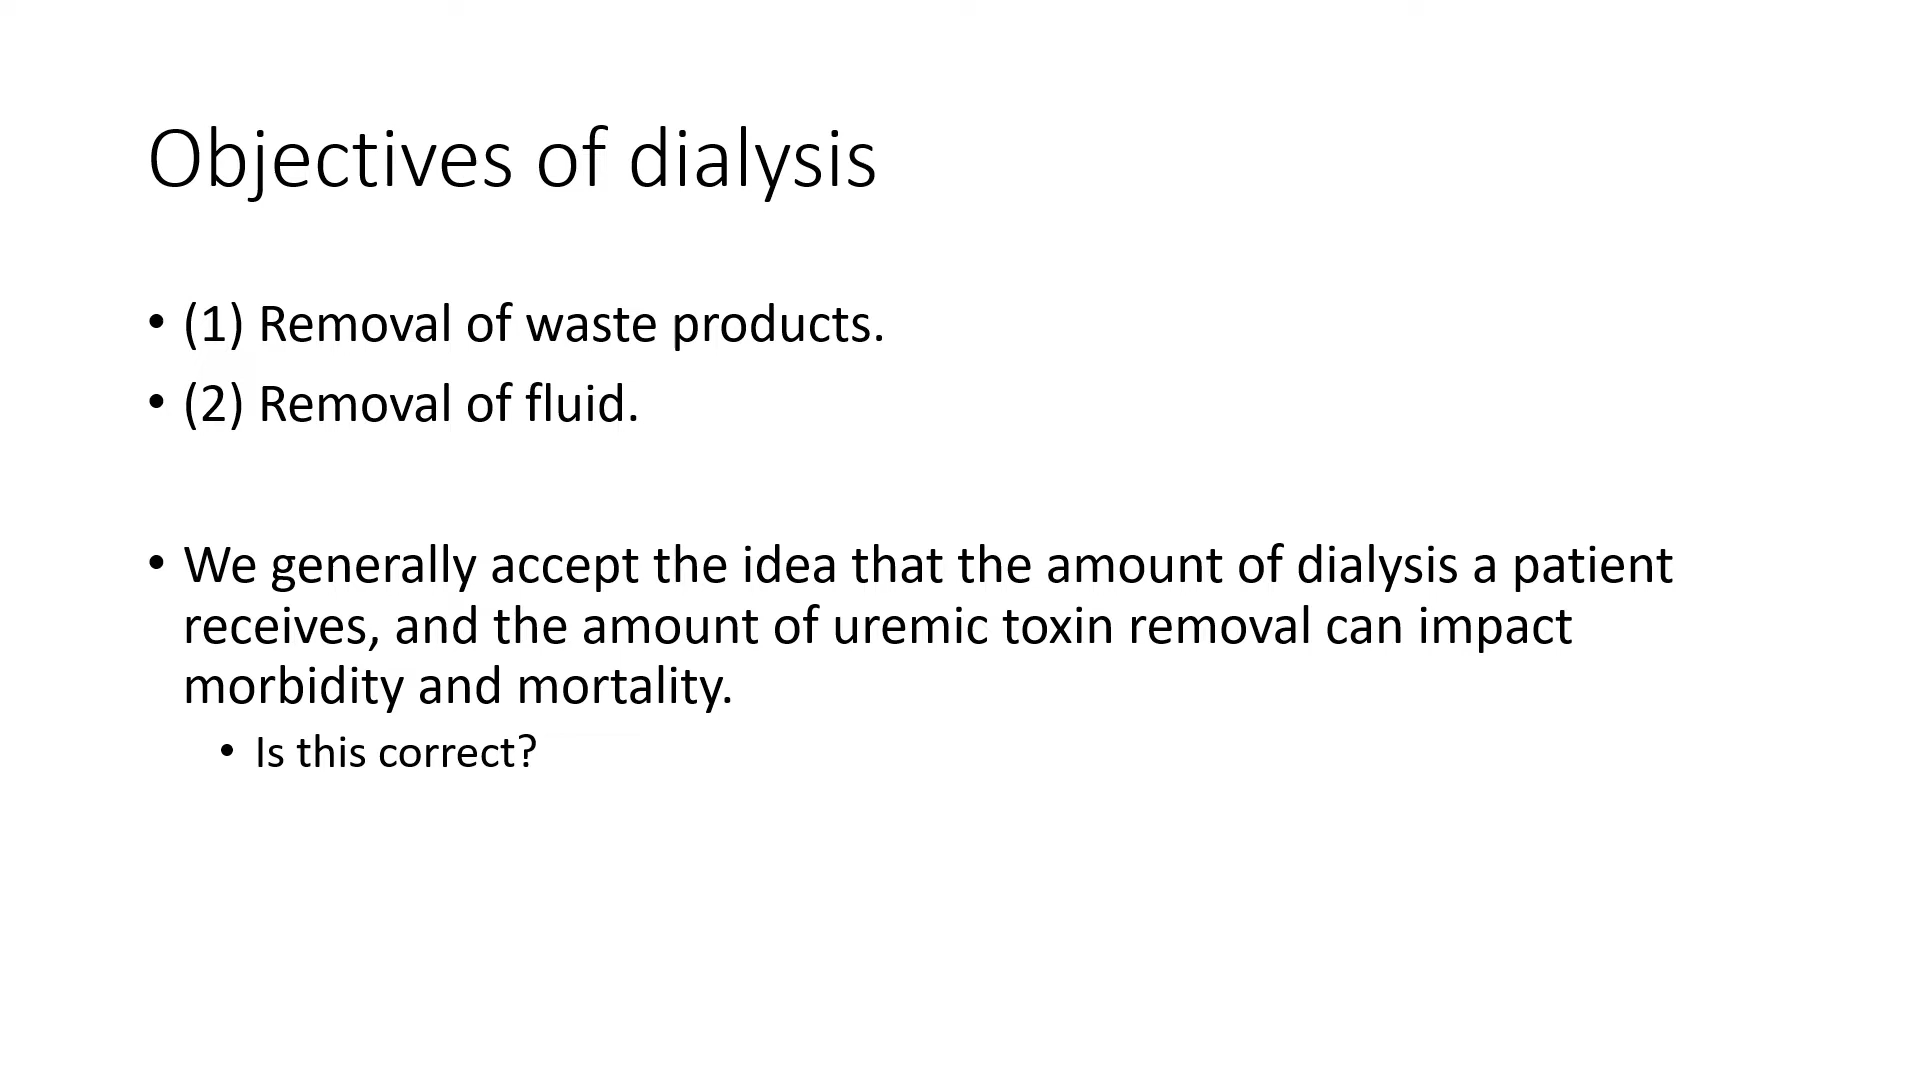 Objectives of dialysis
• (1) Removal of waste products.
• (2) Removal of fluid.
• We generally accept the idea that the amount of dialysis a patient
receives, and the amount of uremic toxin removal can impact
morbidity and mortality.
• Is this correct?